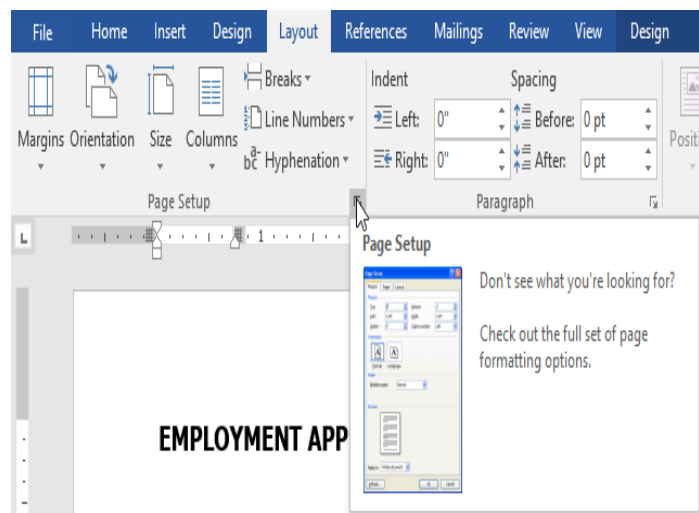 File Home Insert Design Layout References Mailings Review View Design
Breaks Indent Spacing
Line Numbers Left: 0" Before: 0 pt
Margins Orientation Size Columns
Hyphenation Right: 0" After: 0 pt
Page Setup Paragraph
L 1
Page Setup
Don't see what you're looking for?
Check out the full set of page
formatting options.
EMPLOYMENT APP